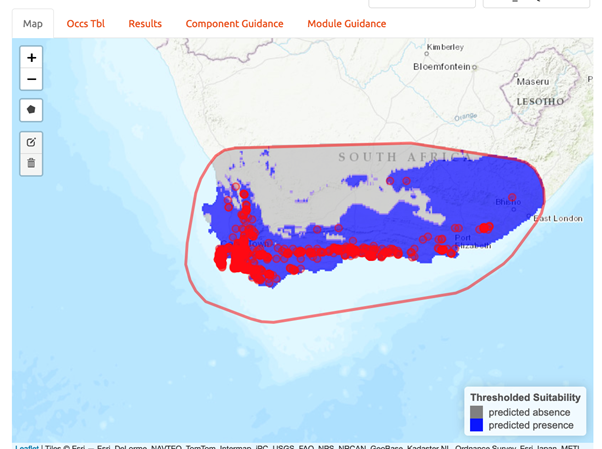 Map Occs Tbl Results Component Guidance Module Guidance
+
−
Kimberley
Bloemfontein
Maseru
LESOTHO
Orange
SOUTH AFRICA
Bhisho
East London
Town
Port
Elizabeth
Thresholded Suitability
predicted absence
predicted presence
Leaflet | Tiles © Esri — Esri, DeLorme, NAVTEQ, TomTom, Intermap, iPC, USGS, FAO, NPS, NRCAN, GeoBase, Kadaster NL, Ordnance Survey, Esri Japan, METI,